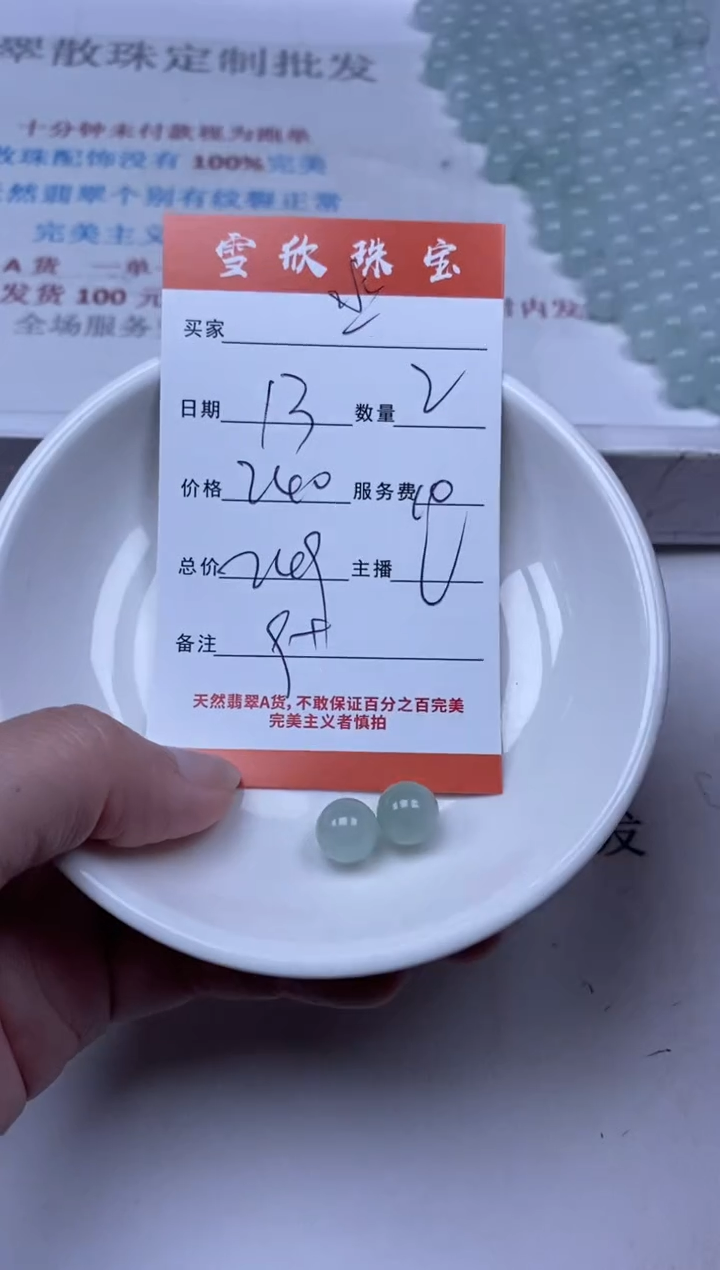 翠散珠定制批发
十分钟未付款视为跑单
散珠配饰没有 100%完美
天然翡翠个别有纹裂正常
完美主义
A 货 一单
发货 100 元
内发
全场服务
雪欣珠宝
买家
日期 13 数量 2
价格 240 服务费
总价 主播
备注
天然翡翠A货,不敢保证百分之百完美
完美主义者慎拍
发